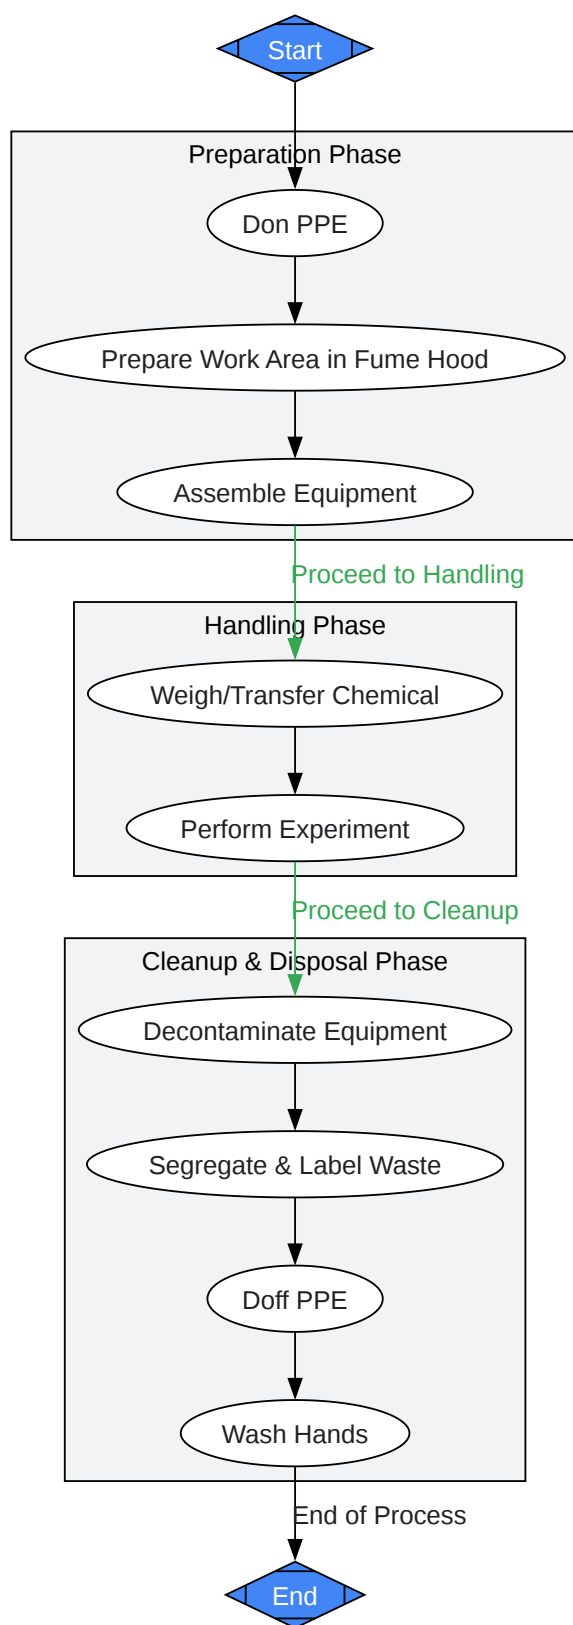 Start
Preparation Phase
Don PPE
Prepare Work Area in Fume Hood
Assemble Equipment
Proceed to Handling
Handling Phase
Weigh/Transfer Chemical
Perform Experiment
Proceed to Cleanup
Cleanup & Disposal Phase
Decontaminate Equipment
Segregate & Label Waste
Doff PPE
Wash Hands
End of Process
End